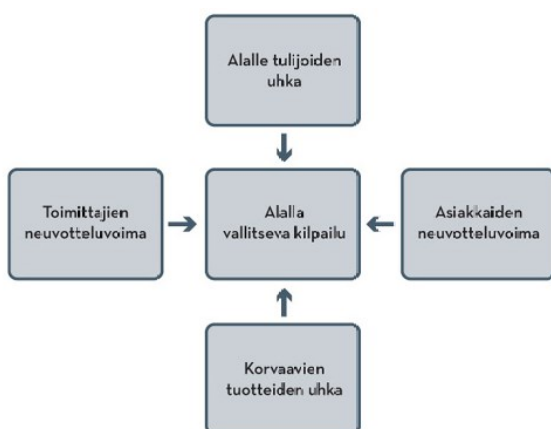 Alalle tulijoiden
uhka
Toimittajien
neuvotteluvoima
Alalla
vallitseva kilpailu
Asiakkaiden
neuvotteluvoima
Korvaavien
tuotteiden uhka